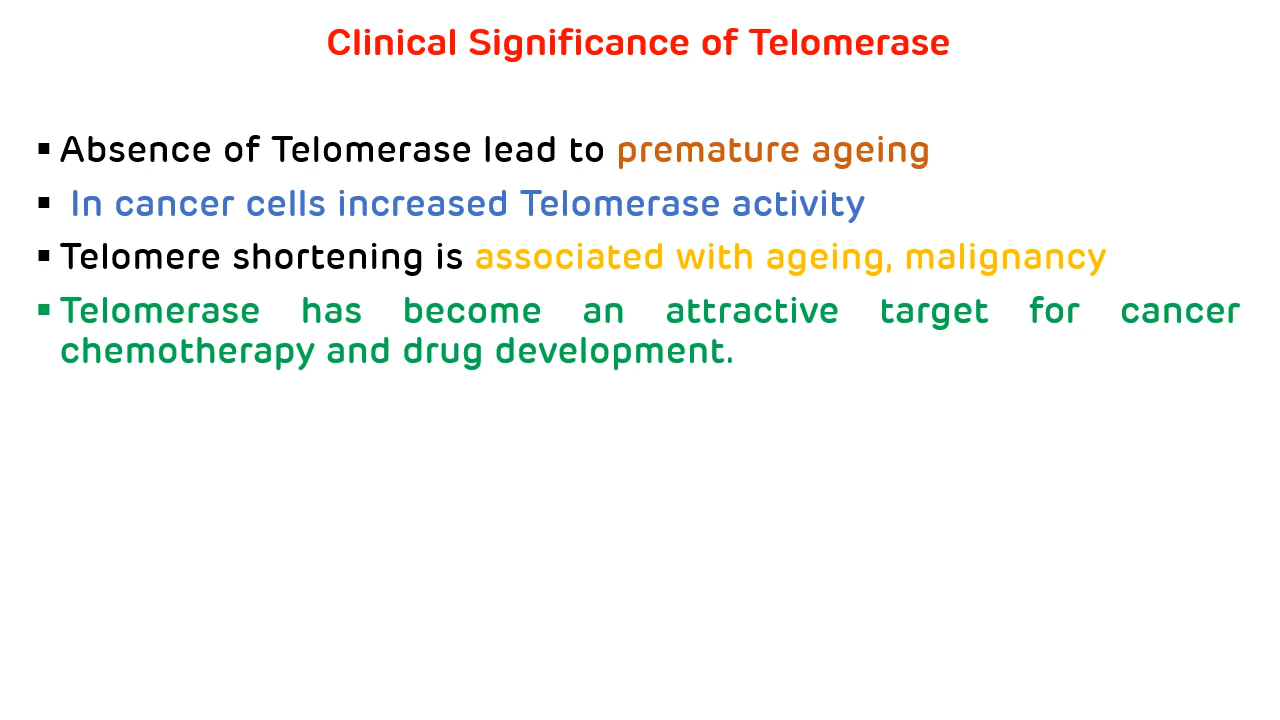 Clinical Significance of Telomerase
▪ Absence of Telomerase lead to premature ageing
▪ In cancer cells increased Telomerase activity
▪ Telomere shortening is associated with ageing, malignancy
▪ Telomerase has become an attractive target for cancer
chemotherapy and drug development.